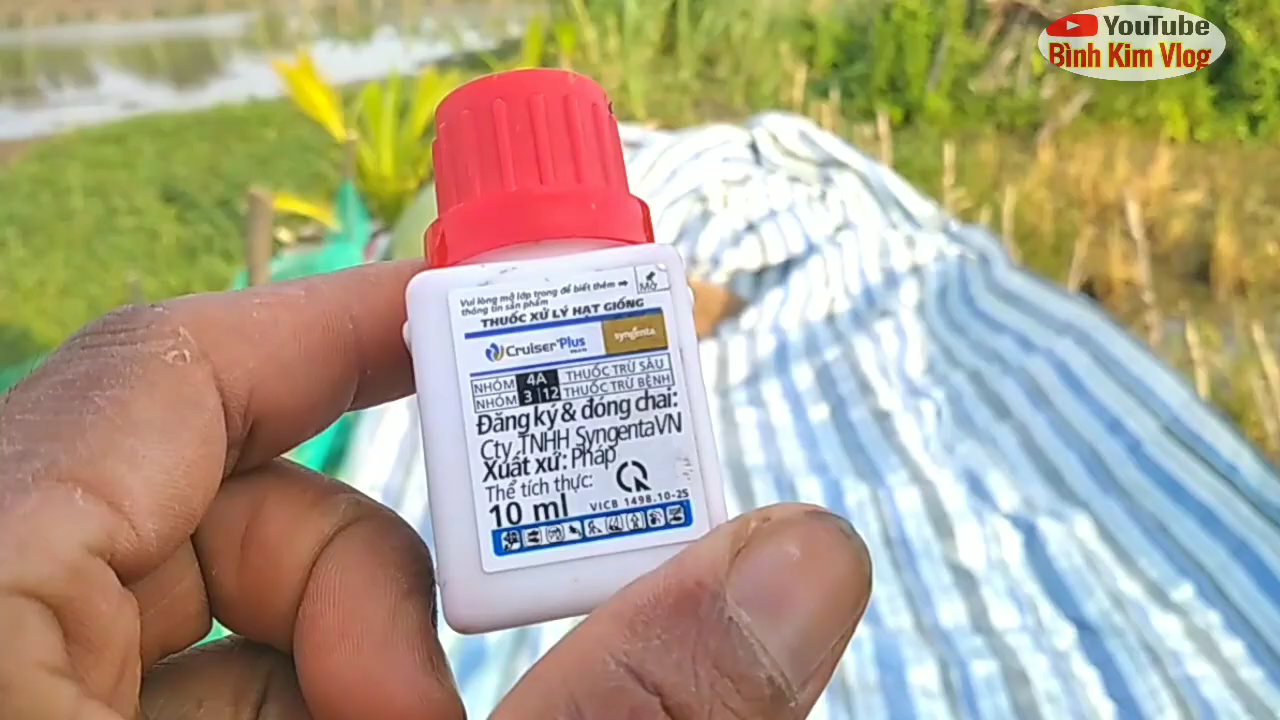 YouTube
Bình Kim Vlog
Vui lòng mở lớp trong để biết thêm ➡
thông tin sản phẩm
MỞ
THUỐC XỬ LÝ HẠT GIỐNG
Cruiser Plus
syngenta
NHÓM 4A THUỐC TRỪ SÂU
NHÓM 3 12 THUỐC TRỪ BỆNH
Đăng ký & đóng chai:
Cty TNHH Syngenta VN
Xuất xứ: Pháp
Thể tích thực:
10 ml
VICB 1498.10-25